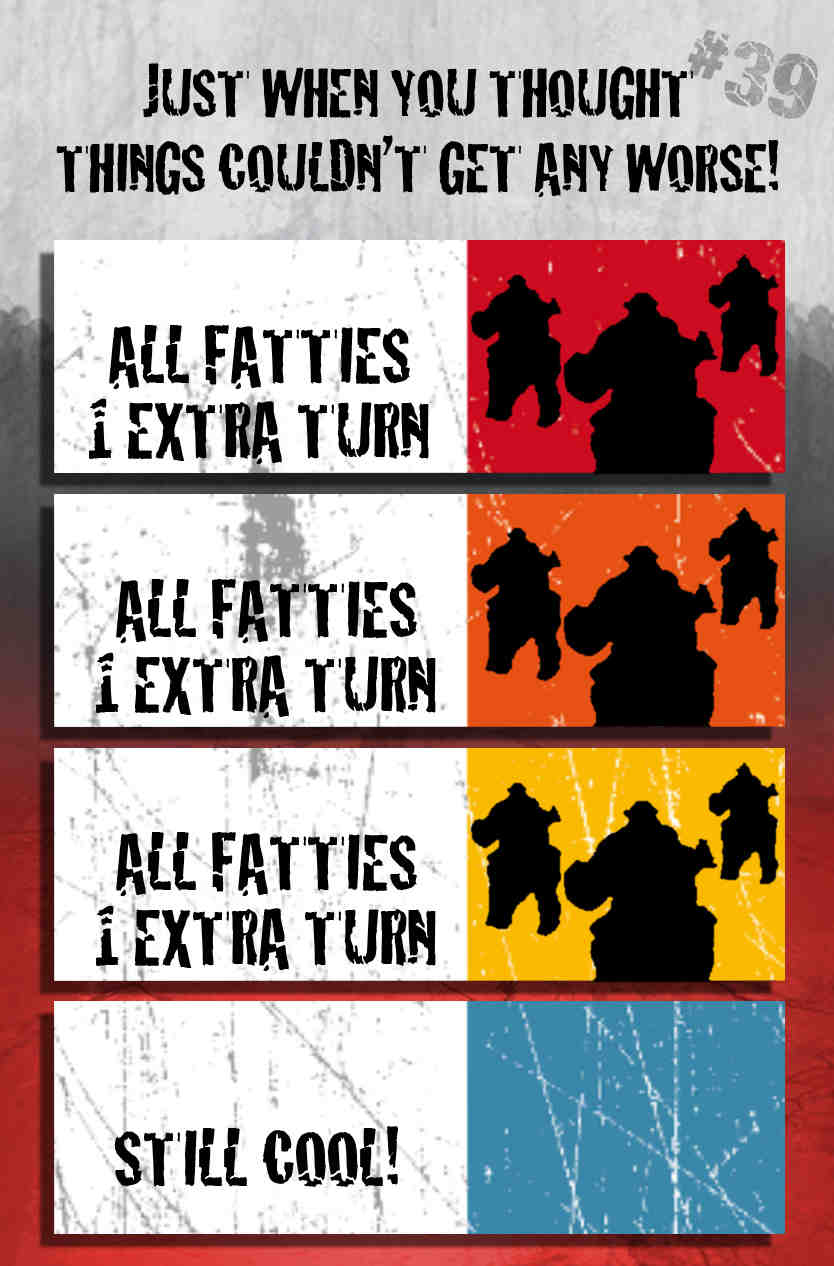 #39
JUST WHEN YOU THOUGHT
THINGS COULDN'T GET ANY WORSE!
ALL FATTIES
1 EXTRA TURN
ALL FATTIES
1 EXTRA TURN
ALL FATTIES
1 EXTRA TURN
STILL COOL!